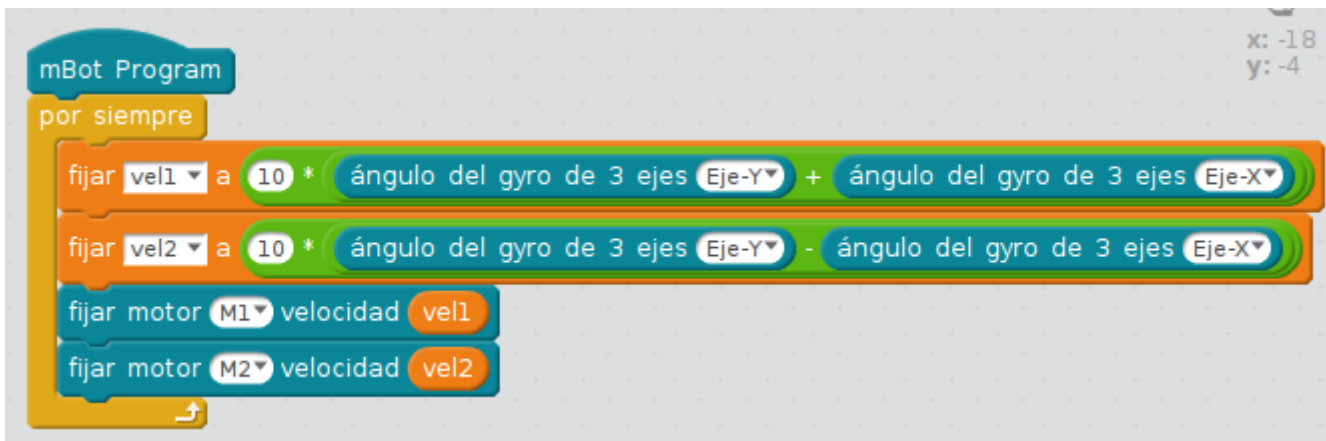 x: -18
y: -4
mBot Program
por siempre
fijar vel1 a 10 * ángulo del gyro de 3 ejes Eje-Y + ángulo del gyro de 3 ejes Eje-X
fijar vel2 a 10 * ángulo del gyro de 3 ejes Eje-Y - ángulo del gyro de 3 ejes Eje-X
fijar motor M1 velocidad vel1
fijar motor M2 velocidad vel2